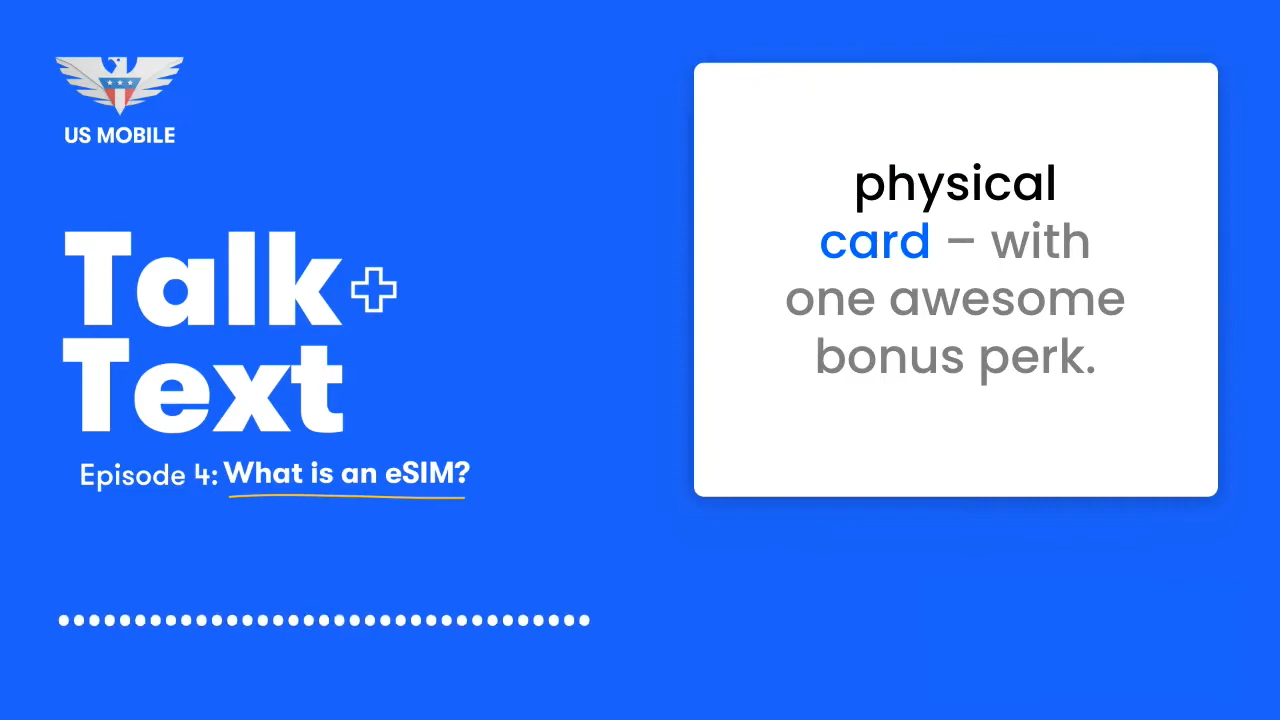 US MOBILE
Talk+
Text
Episode 4: What is an eSIM?
physical
card – with
one awesome
bonus perk.